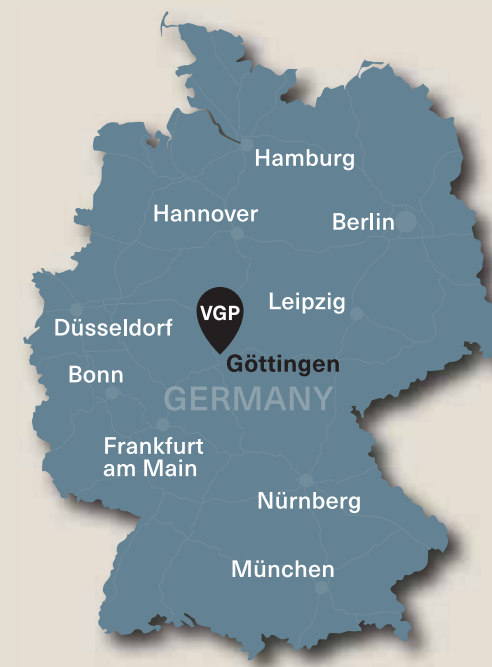 Hamburg
Hannover
Berlin
VGP
Leipzig
Düsseldorf
Göttingen
Bonn
GERMANY
Frankfurt
am Main
Nürnberg
München